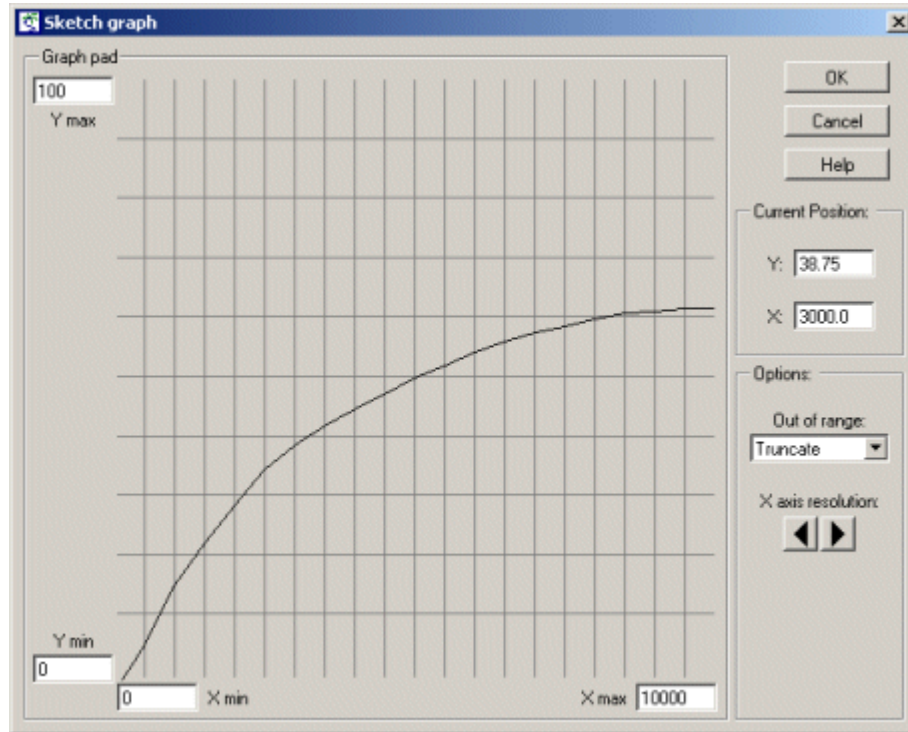 Sketch graph
Graph pad
100
Y max
Y min
0
0
X min
X max
10000
OK
Cancel
Help
Current Position:
Y: 38.75
X: 3000.0
Options:
Out of range:
Truncate
X axis resolution: